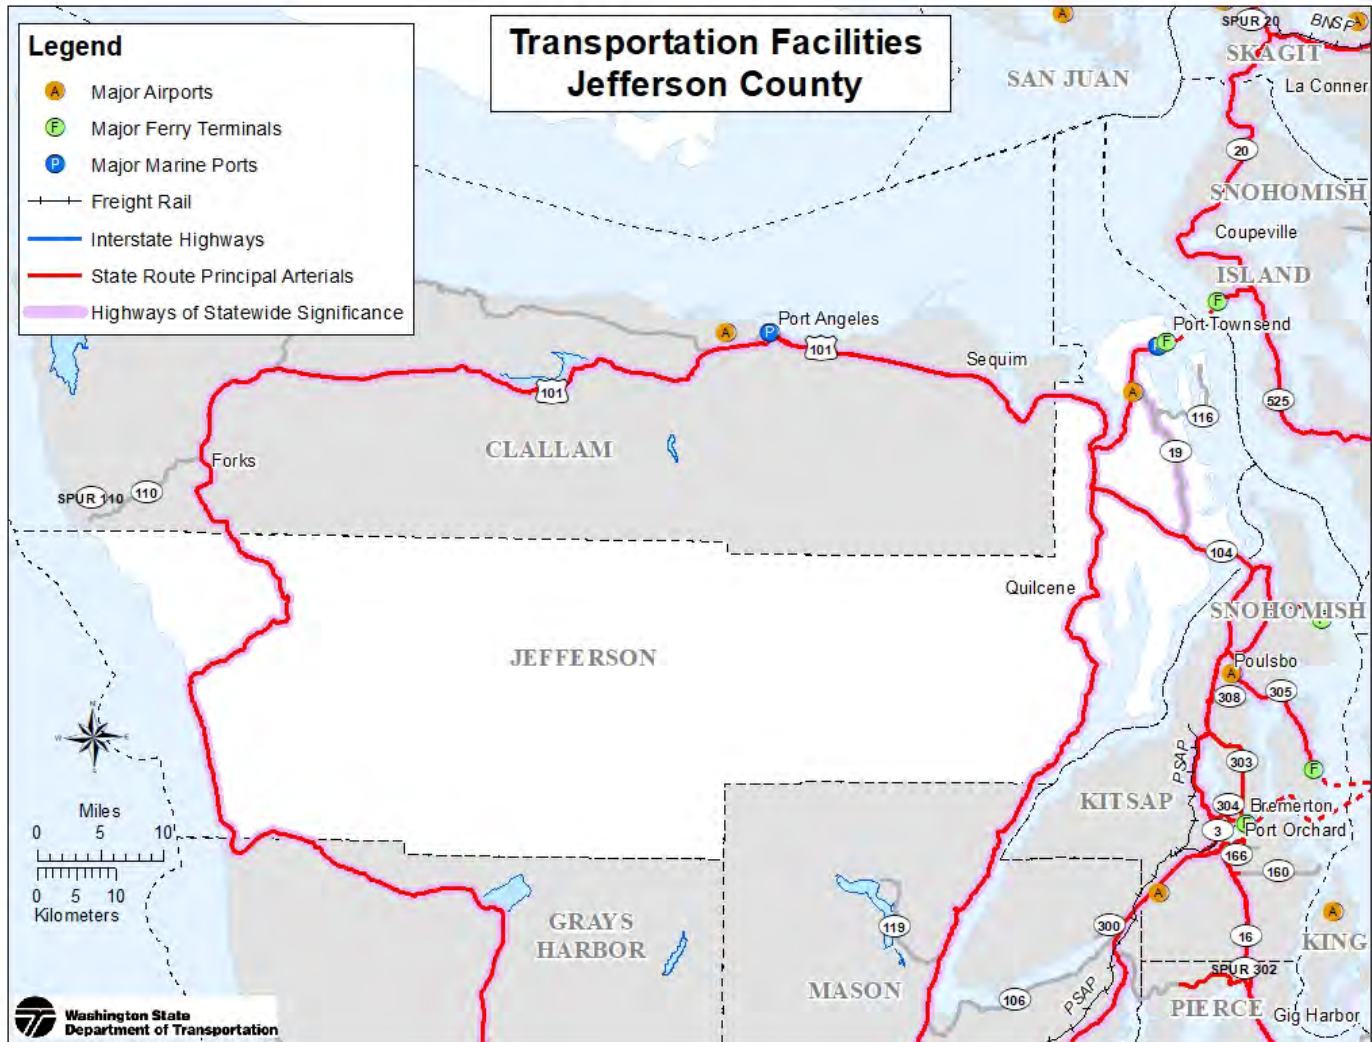 Transportation Facilities
Jefferson County
Legend
A Major Airports
F Major Ferry Terminals
P Major Marine Ports
Freight Rail
Interstate Highways
State Route Principal Arterials
Highways of Statewide Significance
SPUR 20
BNSF
A
A
SKAGIT
SAN JUAN
La Conner
20
SNOHOMISH
Coupeville
ISLAND
F
Port Townsend
F
A
P
Port Angeles
101
Sequim
A
116
525
101
CLALLAM
19
Forks
SPUR 110
110
104
Quilcene
SNOHOMISH
JEFFERSON
Poulsbo
A
308
305
N
W
E
S
PSAP
303
F
Miles
0 5 10
0 5 10
Kilometers
KITSAP
304
Bremerton
F
3
Port Orchard
166
160
A
A
GRAYS
HARBOR
119
300
16
KING
MASON
106
PSAP
SPUR 302
PIERCE
Gig Harbor
Washington State
Department of Transportation